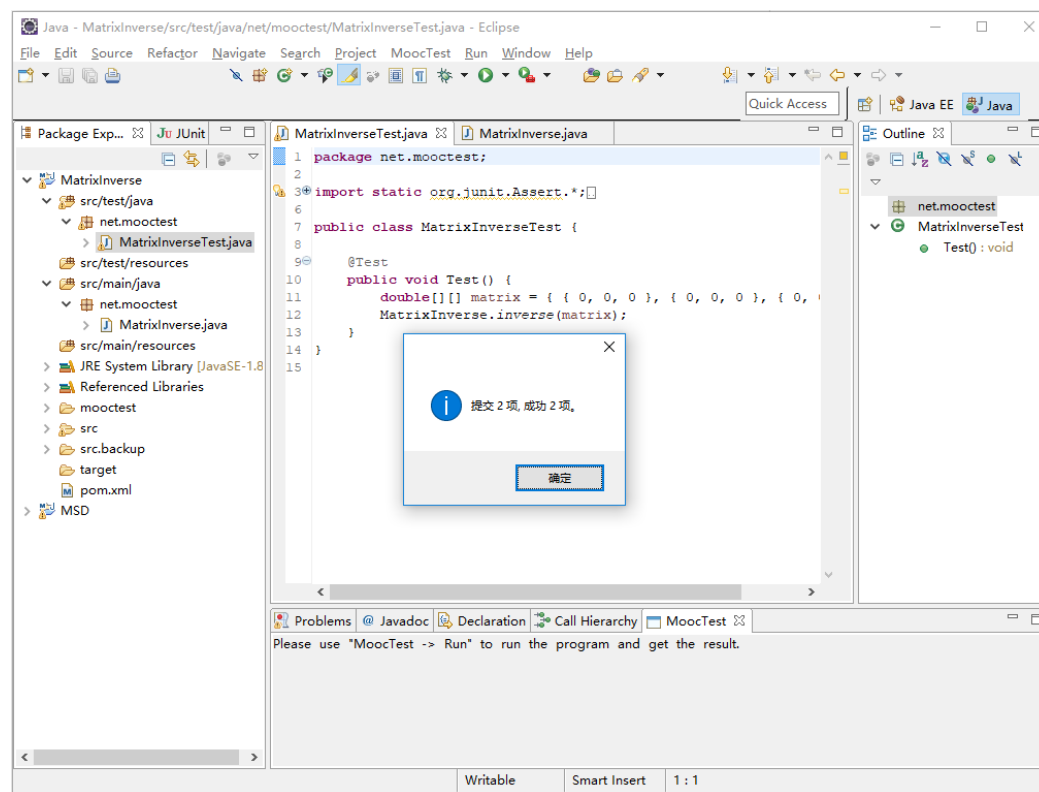 Java - MatrixInverse/src/test/java/net/mooctest/MatrixInverseTest.java - Eclipse
File Edit Source Refactor Navigate Search Project MoocTest Run Window Help
Quick Access
Java EE
Java
Package Exp...
JUnit
MatrixInverse
src/test/java
net.mooctest
MatrixInverseTest.java
src/test/resources
src/main/java
net.mooctest
MatrixInverse.java
src/main/resources
JRE System Library [JavaSE-1.8
Referenced Libraries
mooctest
src
src.backup
target
pom.xml
MSD
MatrixInverseTest.java
MatrixInverse.java
1 package net.mooctest;
2
3 import static org.junit.Assert.*;
6
7 public class MatrixInverseTest {
8
9 @Test
10 public void Test() {
11 double[][] matrix = { { 0, 0, 0 }, { 0, 0, 0 }, { 0,
12 MatrixInverse.inverse(matrix);
13 }
14 }
15
提交 2 项, 成功 2 项。
确定
Outline
net.mooctest
MatrixInverseTest
Test() : void
Problems @ Javadoc Declaration Call Hierarchy MoocTest
Please use "MoocTest -> Run" to run the program and get the result.
Writable Smart Insert 1 : 1